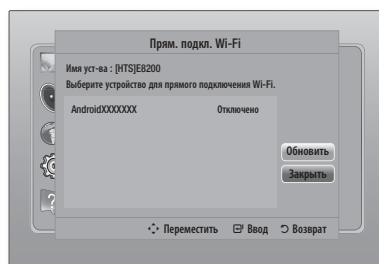 Прям. подкл. Wi-Fi
Имя уст-ва : [HTS]E8200
Выберите устройство для прямого подключения Wi-Fi.
AndroidXXXXXXX Отключено
Обновить
Закрыть
Переместить Ввод Возврат